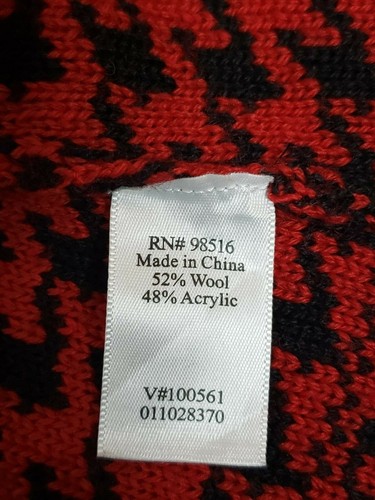 RN# 98516
Made in China
52% Wool
48% Acrylic
V#100561
011028370